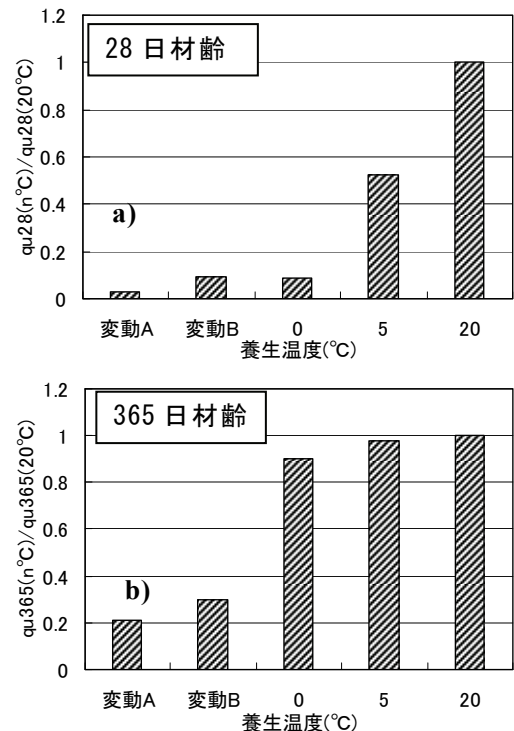 1.2
28 日材齢
1
0.8
0.6
0.4
0.2
0
qu28(n℃)/qu28(20℃)
a)
変動A 変動B 0 5 20
養生温度(℃)
1.2
365 日材齢
1
0.8
0.6
0.4
0.2
0
qu365(n℃)/qu365(20℃)
b)
変動A 変動B 0 5 20
養生温度(℃)